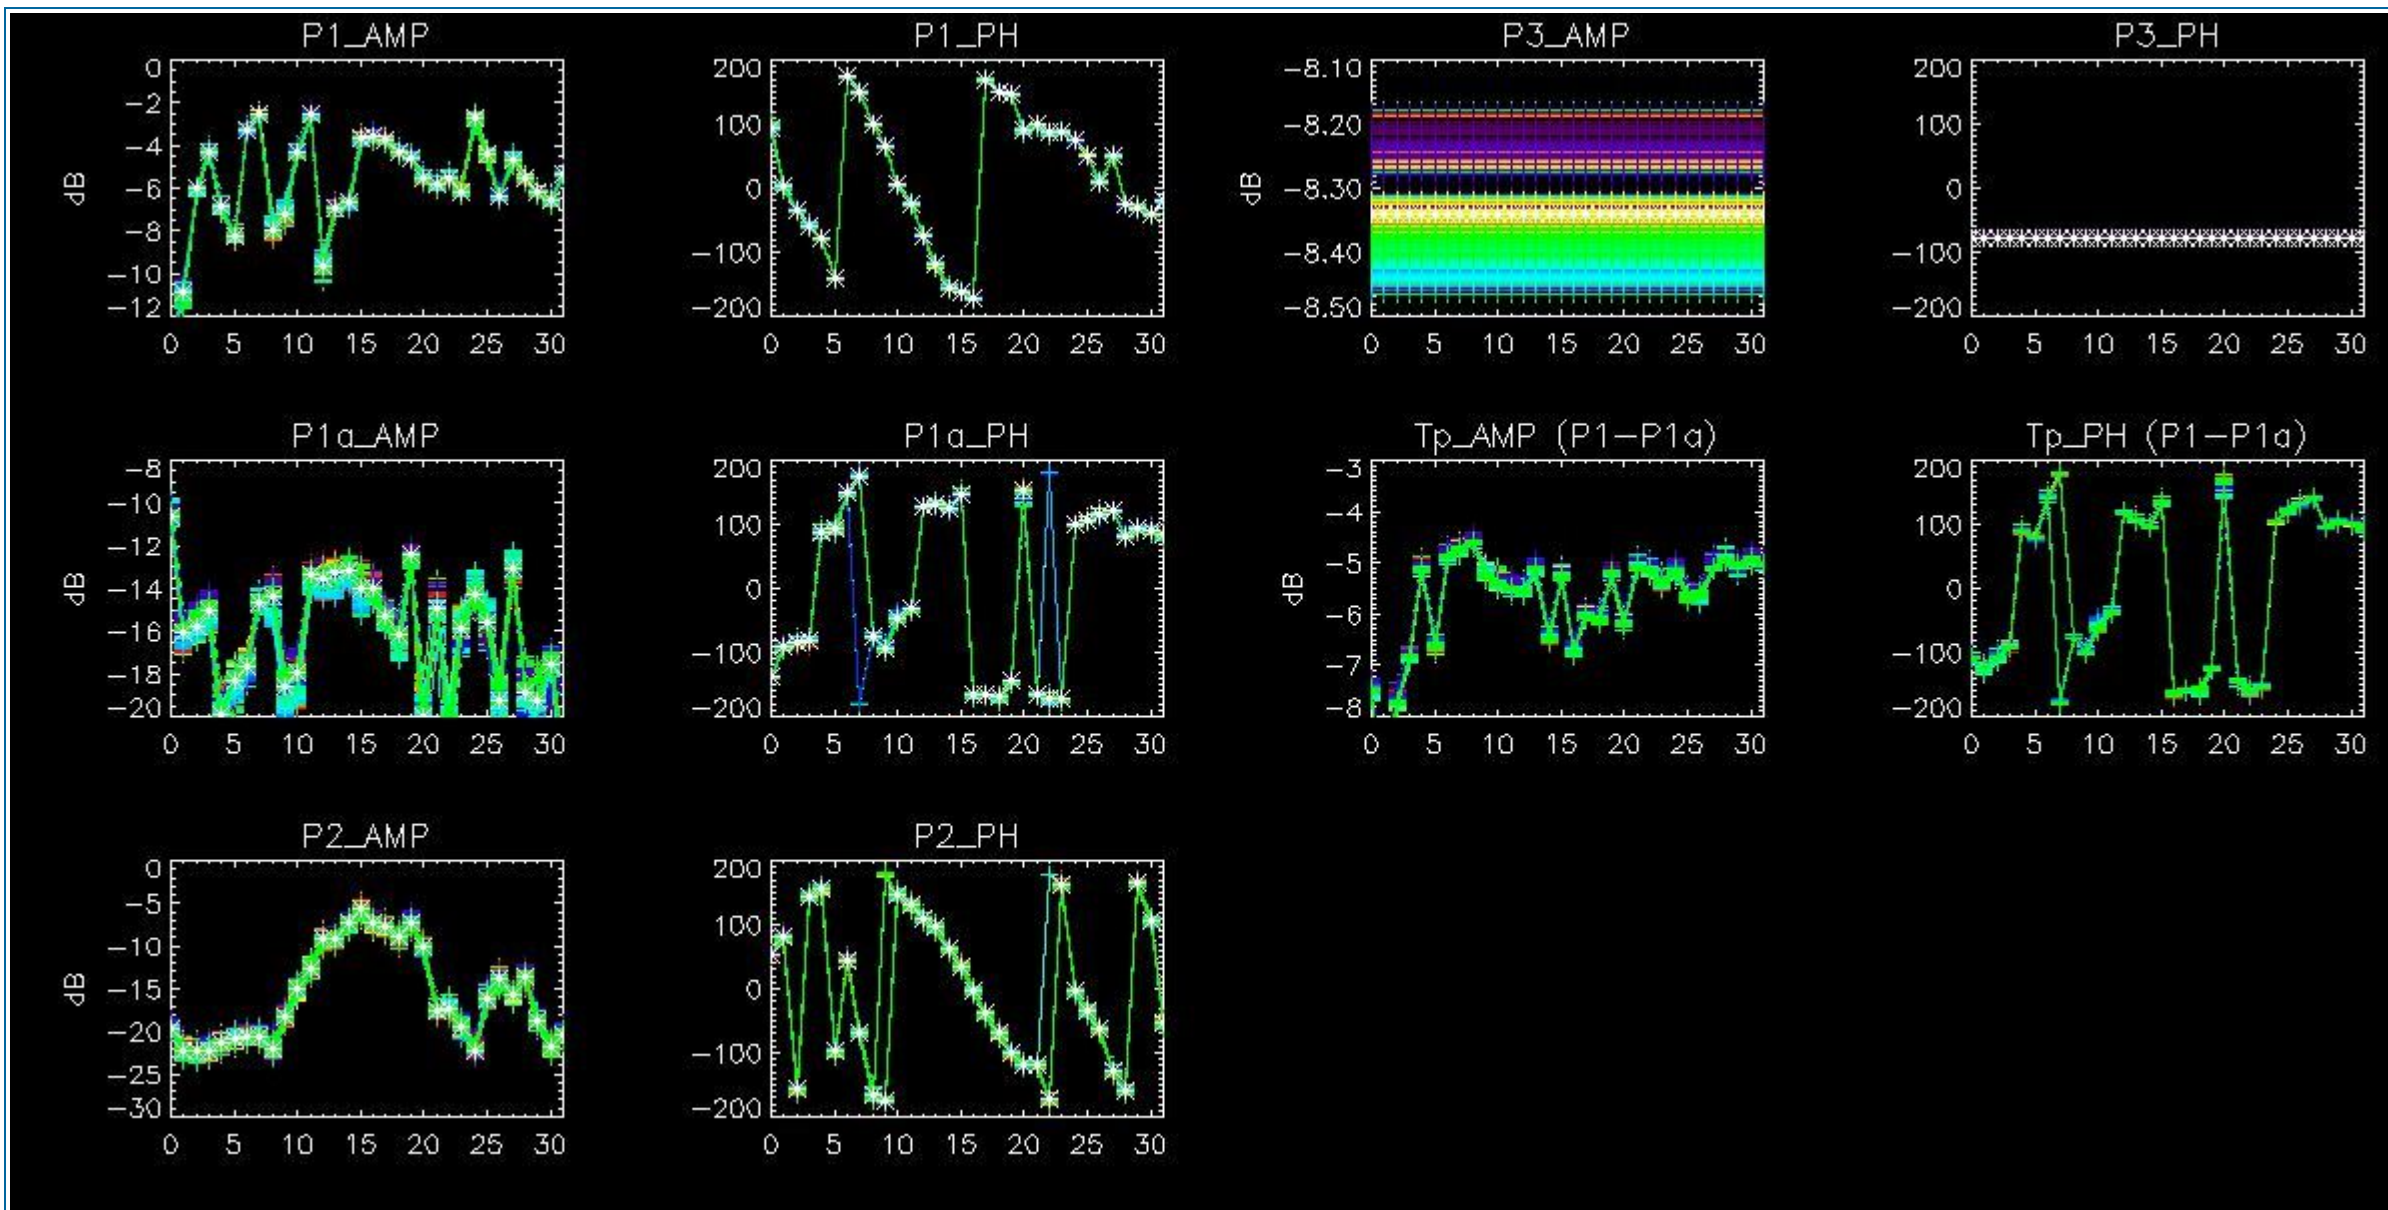 P1_AMP
0
−2
−4
−6
−8
−10
−12
dB
0 5 10 15 20 25 30
P1_PH
200
100
0
−100
−200
0 5 10 15 20 25 30
P3_AMP
−8.10
−8.20
−8.30
−8.40
−8.50
dB
0 5 10 15 20 25 30
P3_PH
200
100
0
−100
−200
0 5 10 15 20 25 30
P1a_AMP
−8
−10
−12
−14
−16
−18
−20
dB
0 5 10 15 20 25 30
P1a_PH
200
100
0
−100
−200
0 5 10 15 20 25 30
Tp_AMP (P1−P1a)
−3
−4
−5
−6
−7
−8
dB
0 5 10 15 20 25 30
Tp_PH (P1−P1a)
200
100
0
−100
−200
0 5 10 15 20 25 30
P2_AMP
0
−5
−10
−15
−20
−25
−30
dB
0 5 10 15 20 25 30
P2_PH
200
100
0
−100
−200
0 5 10 15 20 25 30